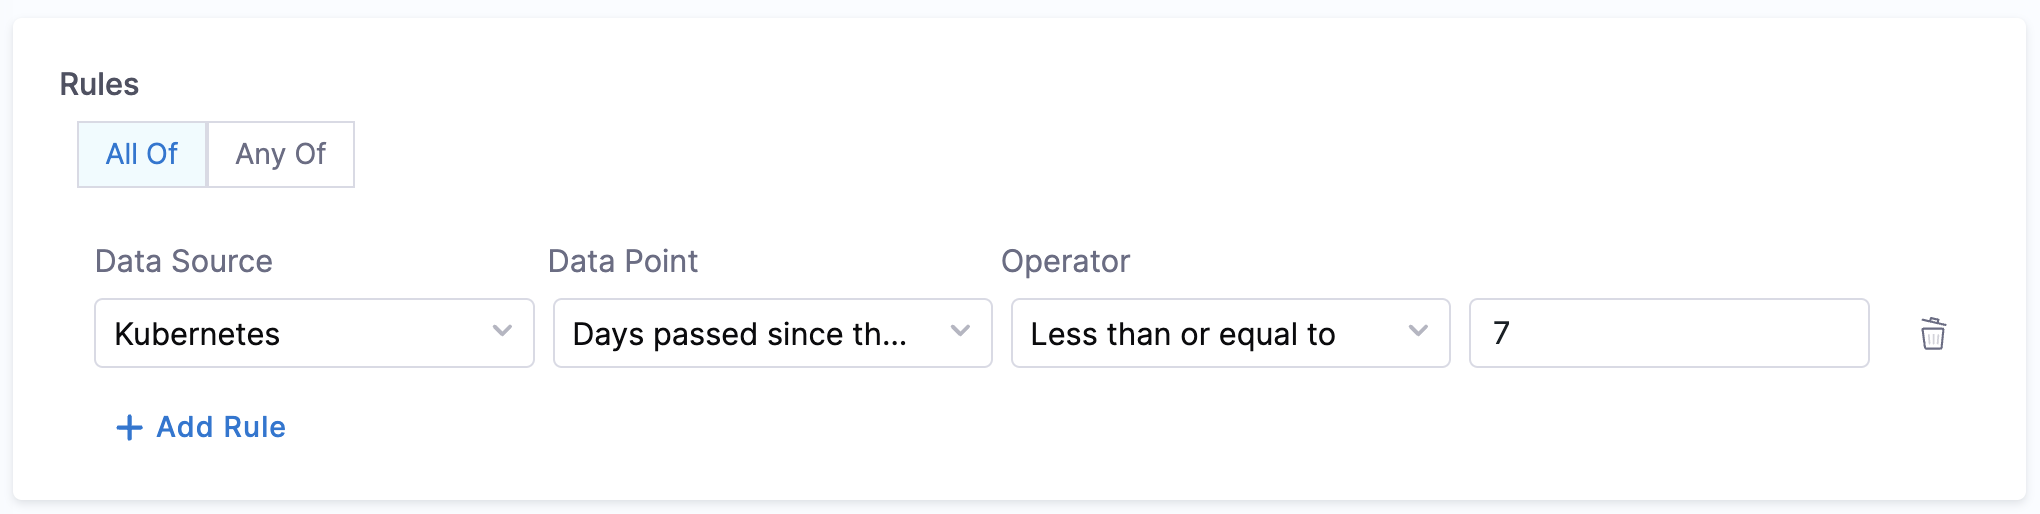 Rules
All Of Any Of
Data Source Data Point Operator
Kubernetes Days passed since th... Less than or equal to 7
+ Add Rule